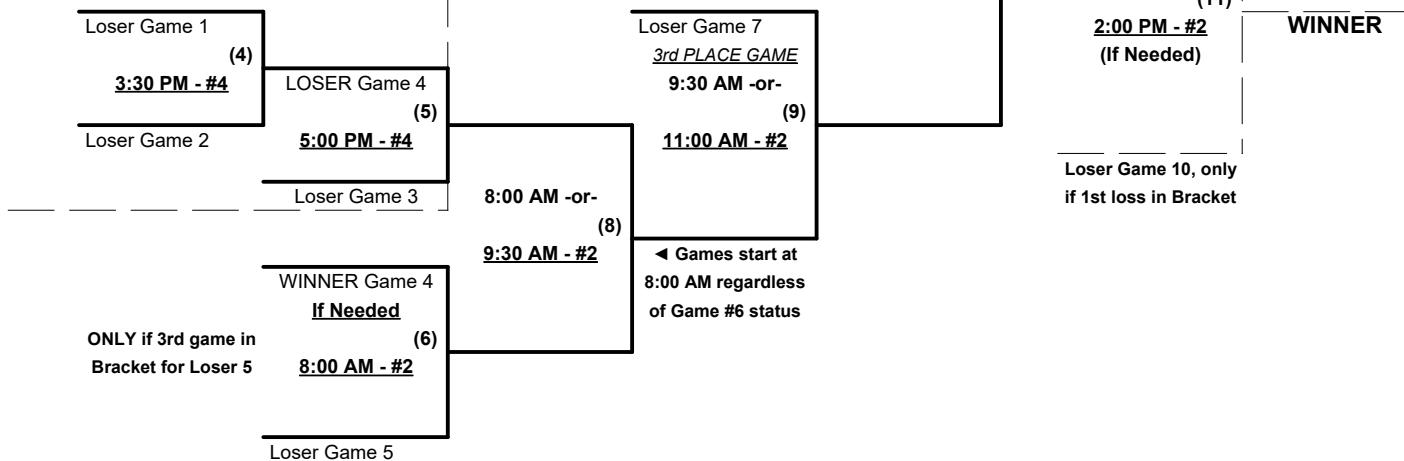 (11)
Loser Game 1
Loser Game 7
2:00 PM - #2
WINNER
(4)
3rd PLACE GAME
(If Needed)
3:30 PM - #4
LOSER Game 4
9:30 AM -or-
(5)
(9)
Loser Game 2
5:00 PM - #4
11:00 AM - #2
Loser Game 10, only
Loser Game 3
8:00 AM -or-
if 1st loss in Bracket
(8)
9:30 AM - #2
◄ Games start at
WINNER Game 4
8:00 AM regardless
If Needed
of Game #6 status
ONLY if 3rd game in
(6)
Bracket for Loser 5
8:00 AM - #2
Loser Game 5